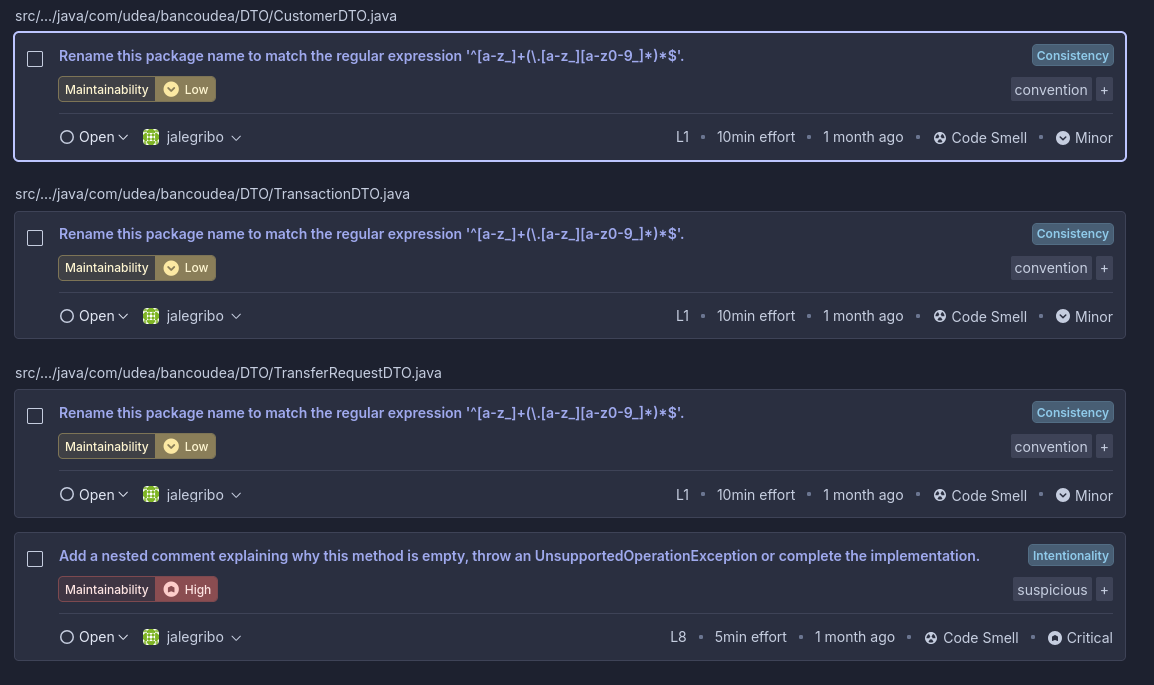 src/.../java/com/udea/bancoudea/DTO/CustomerDTO.java
Rename this package name to match the regular expression '^[a-z_]+(\.[a-z_][a-z0-9_]*)*$'. Consistency
Maintainability Low convention +
Open jalegribo L1 • 10min effort • 1 month ago • Code Smell • Minor
src/.../java/com/udea/bancoudea/DTO/TransactionDTO.java
Rename this package name to match the regular expression '^[a-z_]+(\.[a-z_][a-z0-9_]*)*$'. Consistency
Maintainability Low convention +
Open jalegribo L1 • 10min effort • 1 month ago • Code Smell • Minor
src/.../java/com/udea/bancoudea/DTO/TransferRequestDTO.java
Rename this package name to match the regular expression '^[a-z_]+(\.[a-z_][a-z0-9_]*)*$'. Consistency
Maintainability Low convention +
Open jalegribo L1 • 10min effort • 1 month ago • Code Smell • Minor
Add a nested comment explaining why this method is empty, throw an UnsupportedOperationException or complete the implementation. Intentionality
Maintainability High suspicious +
Open jalegribo L8 • 5min effort • 1 month ago • Code Smell • Critical